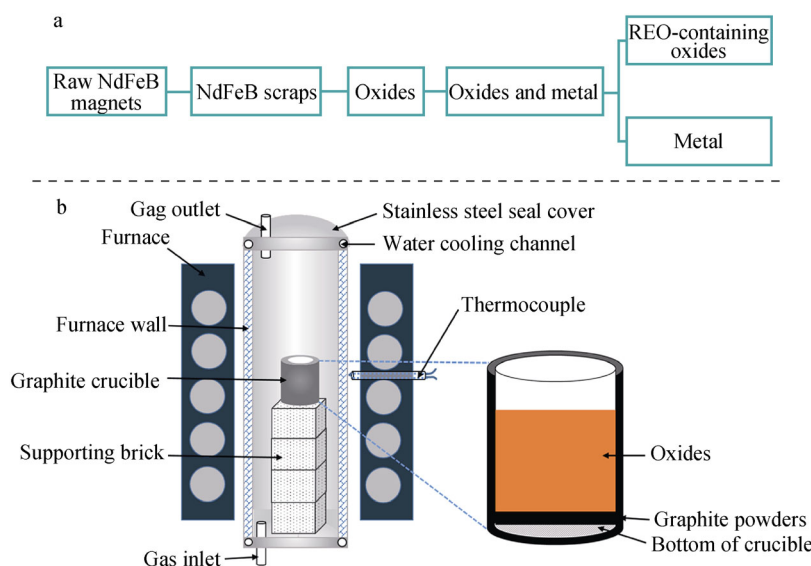 a
Raw NdFeB
magnets
NdFeB scraps
Oxides
Oxides and metal
REO-containing
oxides
Metal
b
Gag outlet
Furnace
Furnace wall
Graphite crucible
Supporting brick
Gas inlet
Stainless steel seal cover
Water cooling channel
Thermocouple
Oxides
Graphite powders
Bottom of crucible